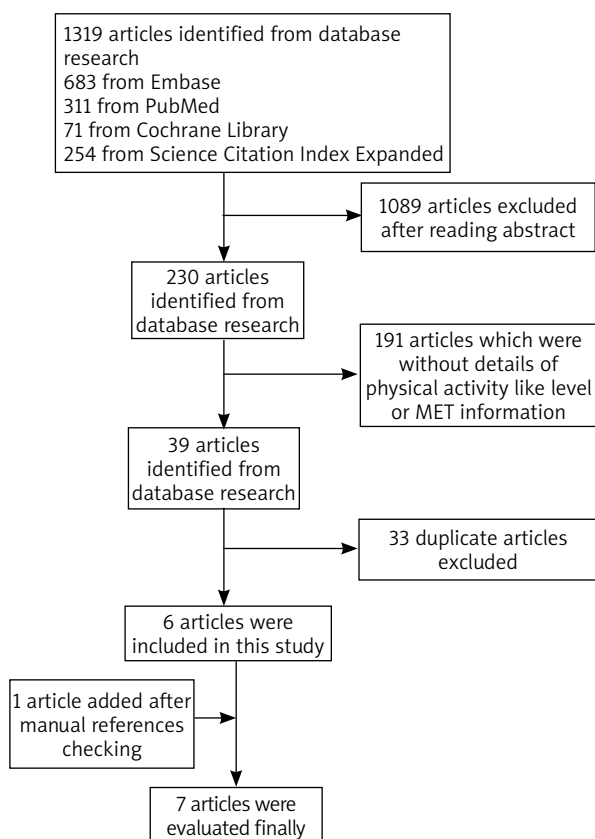 1319 articles identified from database
research
683 from Embase
311 from PubMed
71 from Cochrane Library
254 from Science Citation Index Expanded
1089 articles excluded
after reading abstract
230 articles
identified from
database research
191 articles which were
without details of
physical activity like level
or MET information
39 articles
identified from
database research
33 duplicate articles
excluded
6 articles were
included in this study
1 article added after
manual references
checking
7 articles were
evaluated finally